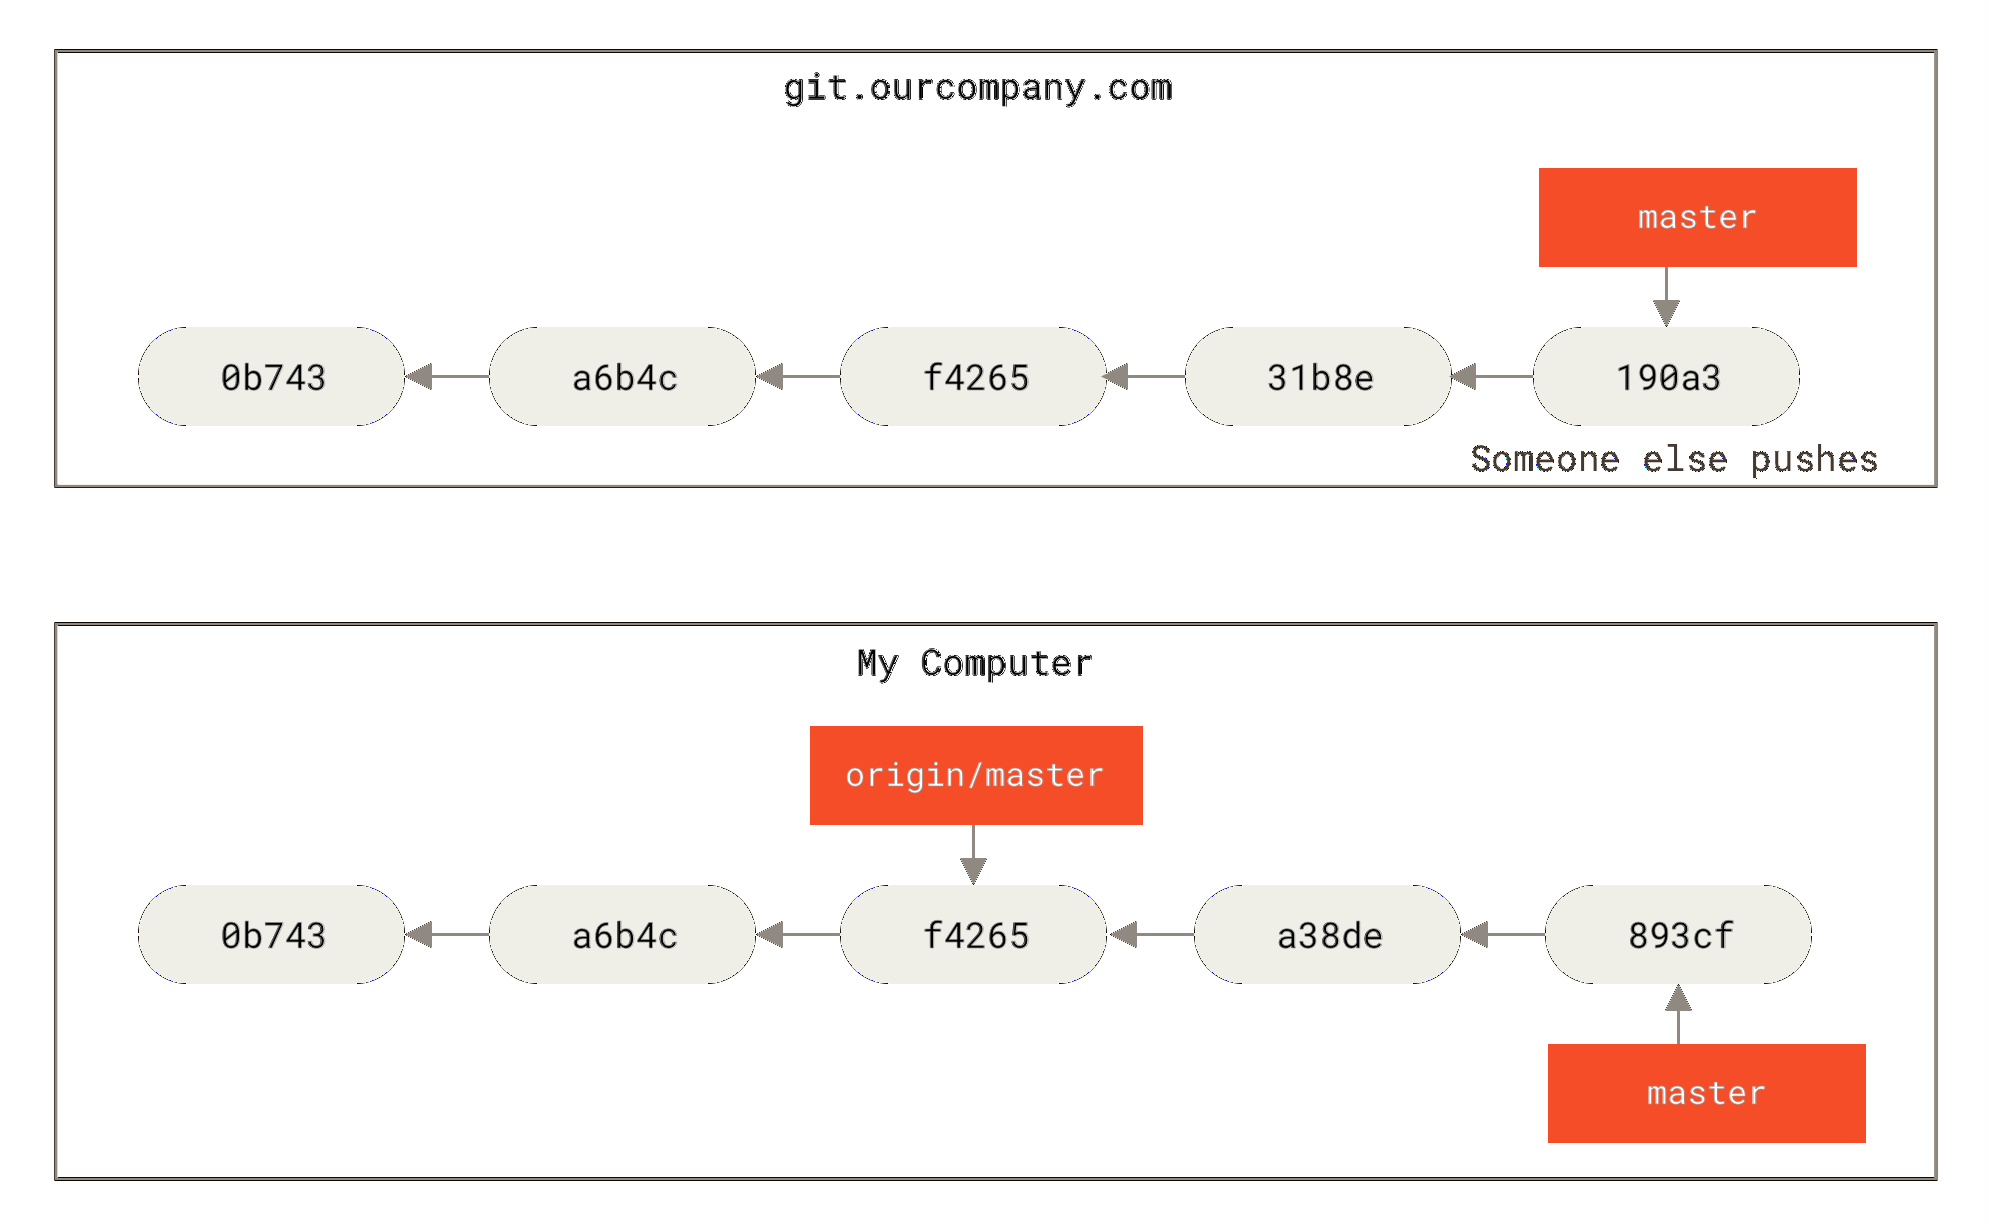 git.ourcompany.com
master
0b743
a6b4c
f4265
31b8e
190a3
Someone else pushes
My Computer
origin/master
0b743
a6b4c
f4265
a38de
893cf
master